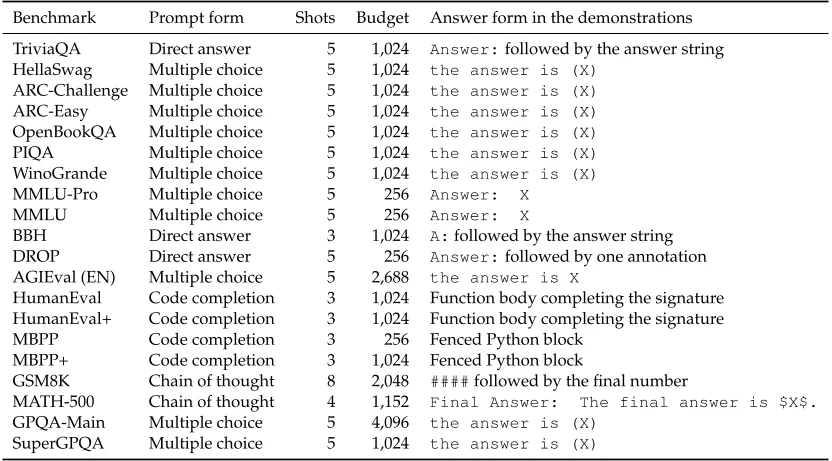 Benchmark Prompt form Shots Budget Answer form in the demonstrations
TriviaQA Direct answer 5 1,024 Answer: followed by the answer string
HellaSwag Multiple choice 5 1,024 the answer is (X)
ARC-Challenge Multiple choice 5 1,024 the answer is (X)
ARC-Easy Multiple choice 5 1,024 the answer is (X)
OpenBookQA Multiple choice 5 1,024 the answer is (X)
PIQA Multiple choice 5 1,024 the answer is (X)
WinoGrande Multiple choice 5 1,024 the answer is (X)
MMLU-Pro Multiple choice 5 256 Answer: X
MMLU Multiple choice 5 256 Answer: X
BBH Direct answer 3 1,024 A: followed by the answer string
DROP Direct answer 5 256 Answer: followed by one annotation
AGIEval (EN) Multiple choice 5 2,688 the answer is X
HumanEval Code completion 3 1,024 Function body completing the signature
HumanEval+ Code completion 3 1,024 Function body completing the signature
MBPP Code completion 3 256 Fenced Python block
MBPP+ Code completion 3 1,024 Fenced Python block
GSM8K Chain of thought 8 2,048 #### followed by the final number
MATH-500 Chain of thought 4 1,152 Final Answer: The final answer is $X$.
GPQA-Main Multiple choice 5 4,096 the answer is (X)
SuperGPQA Multiple choice 5 1,024 the answer is (X)